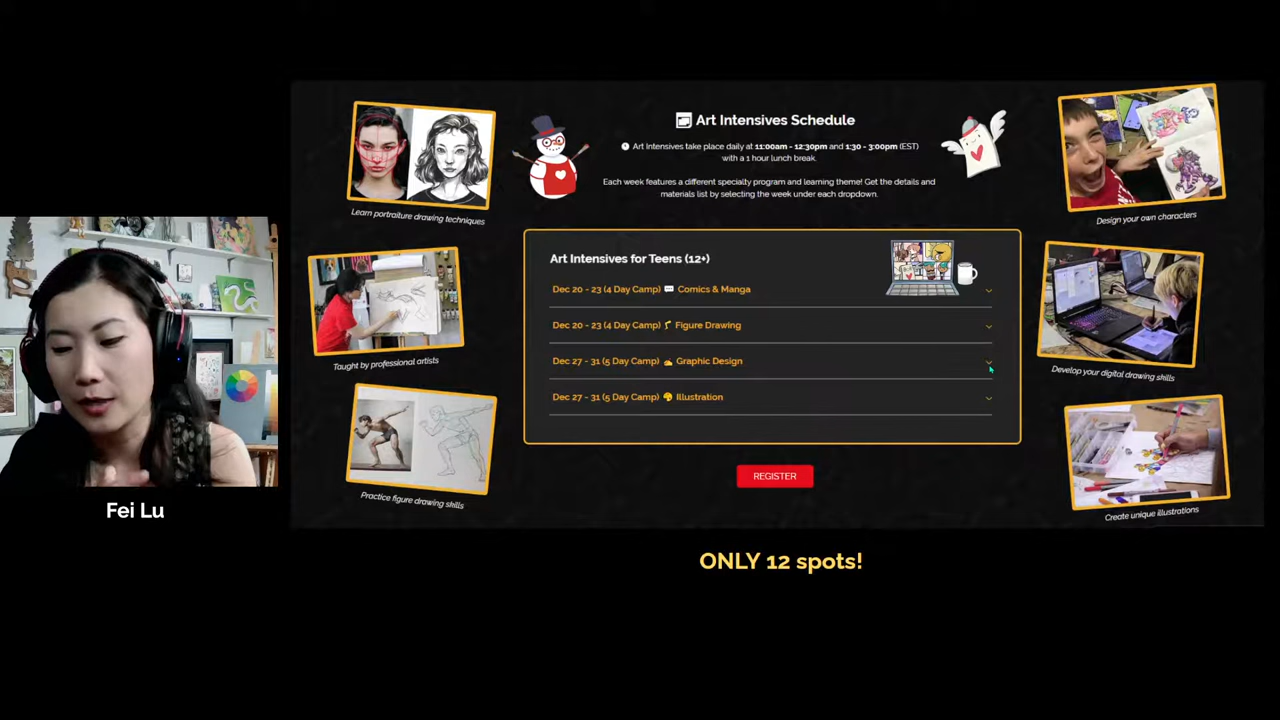 Art Intensives Schedule
Art Intensives take place daily at 11:00am - 12:30pm and 1:30 - 3:00pm (EST)
with a 1 hour lunch break.
Each week features a different specialty program and learning theme! Get the details and
materials list by selecting the week under each dropdown.
Learn portraiture drawing techniques
Design your own characters
Art Intensives for Teens (12+)
Dec 20 - 23 (4 Day Camp) Comics & Manga
Dec 20 - 23 (4 Day Camp) Figure Drawing
Dec 27 - 31 (5 Day Camp) Graphic Design
Dec 27 - 31 (5 Day Camp) Illustration
Taught by professional artists
Develop your digital drawing skills
REGISTER
Practice figure drawing skills
Create unique illustrations
Fei Lu
ONLY 12 spots!